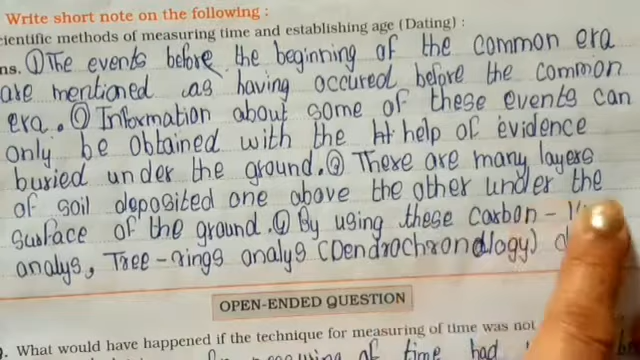 Write short note on the following :
cientific methods of measuring time and establishing age (Dating) :
ns. ① The events before the beginning of the common era
are mentioned as having occured before the common
era. ② Information about some of these events can
only be obtained with the help of evidence
buried under the ground. ③ There are many layers
of soil deposited one above the other under the
surface of the ground. ④ By using these carbon -
analys, Tree-rings analys (Dendrochronology)
OPEN-ENDED QUESTION
What would have happened if the technique for measuring of time was not
of time had